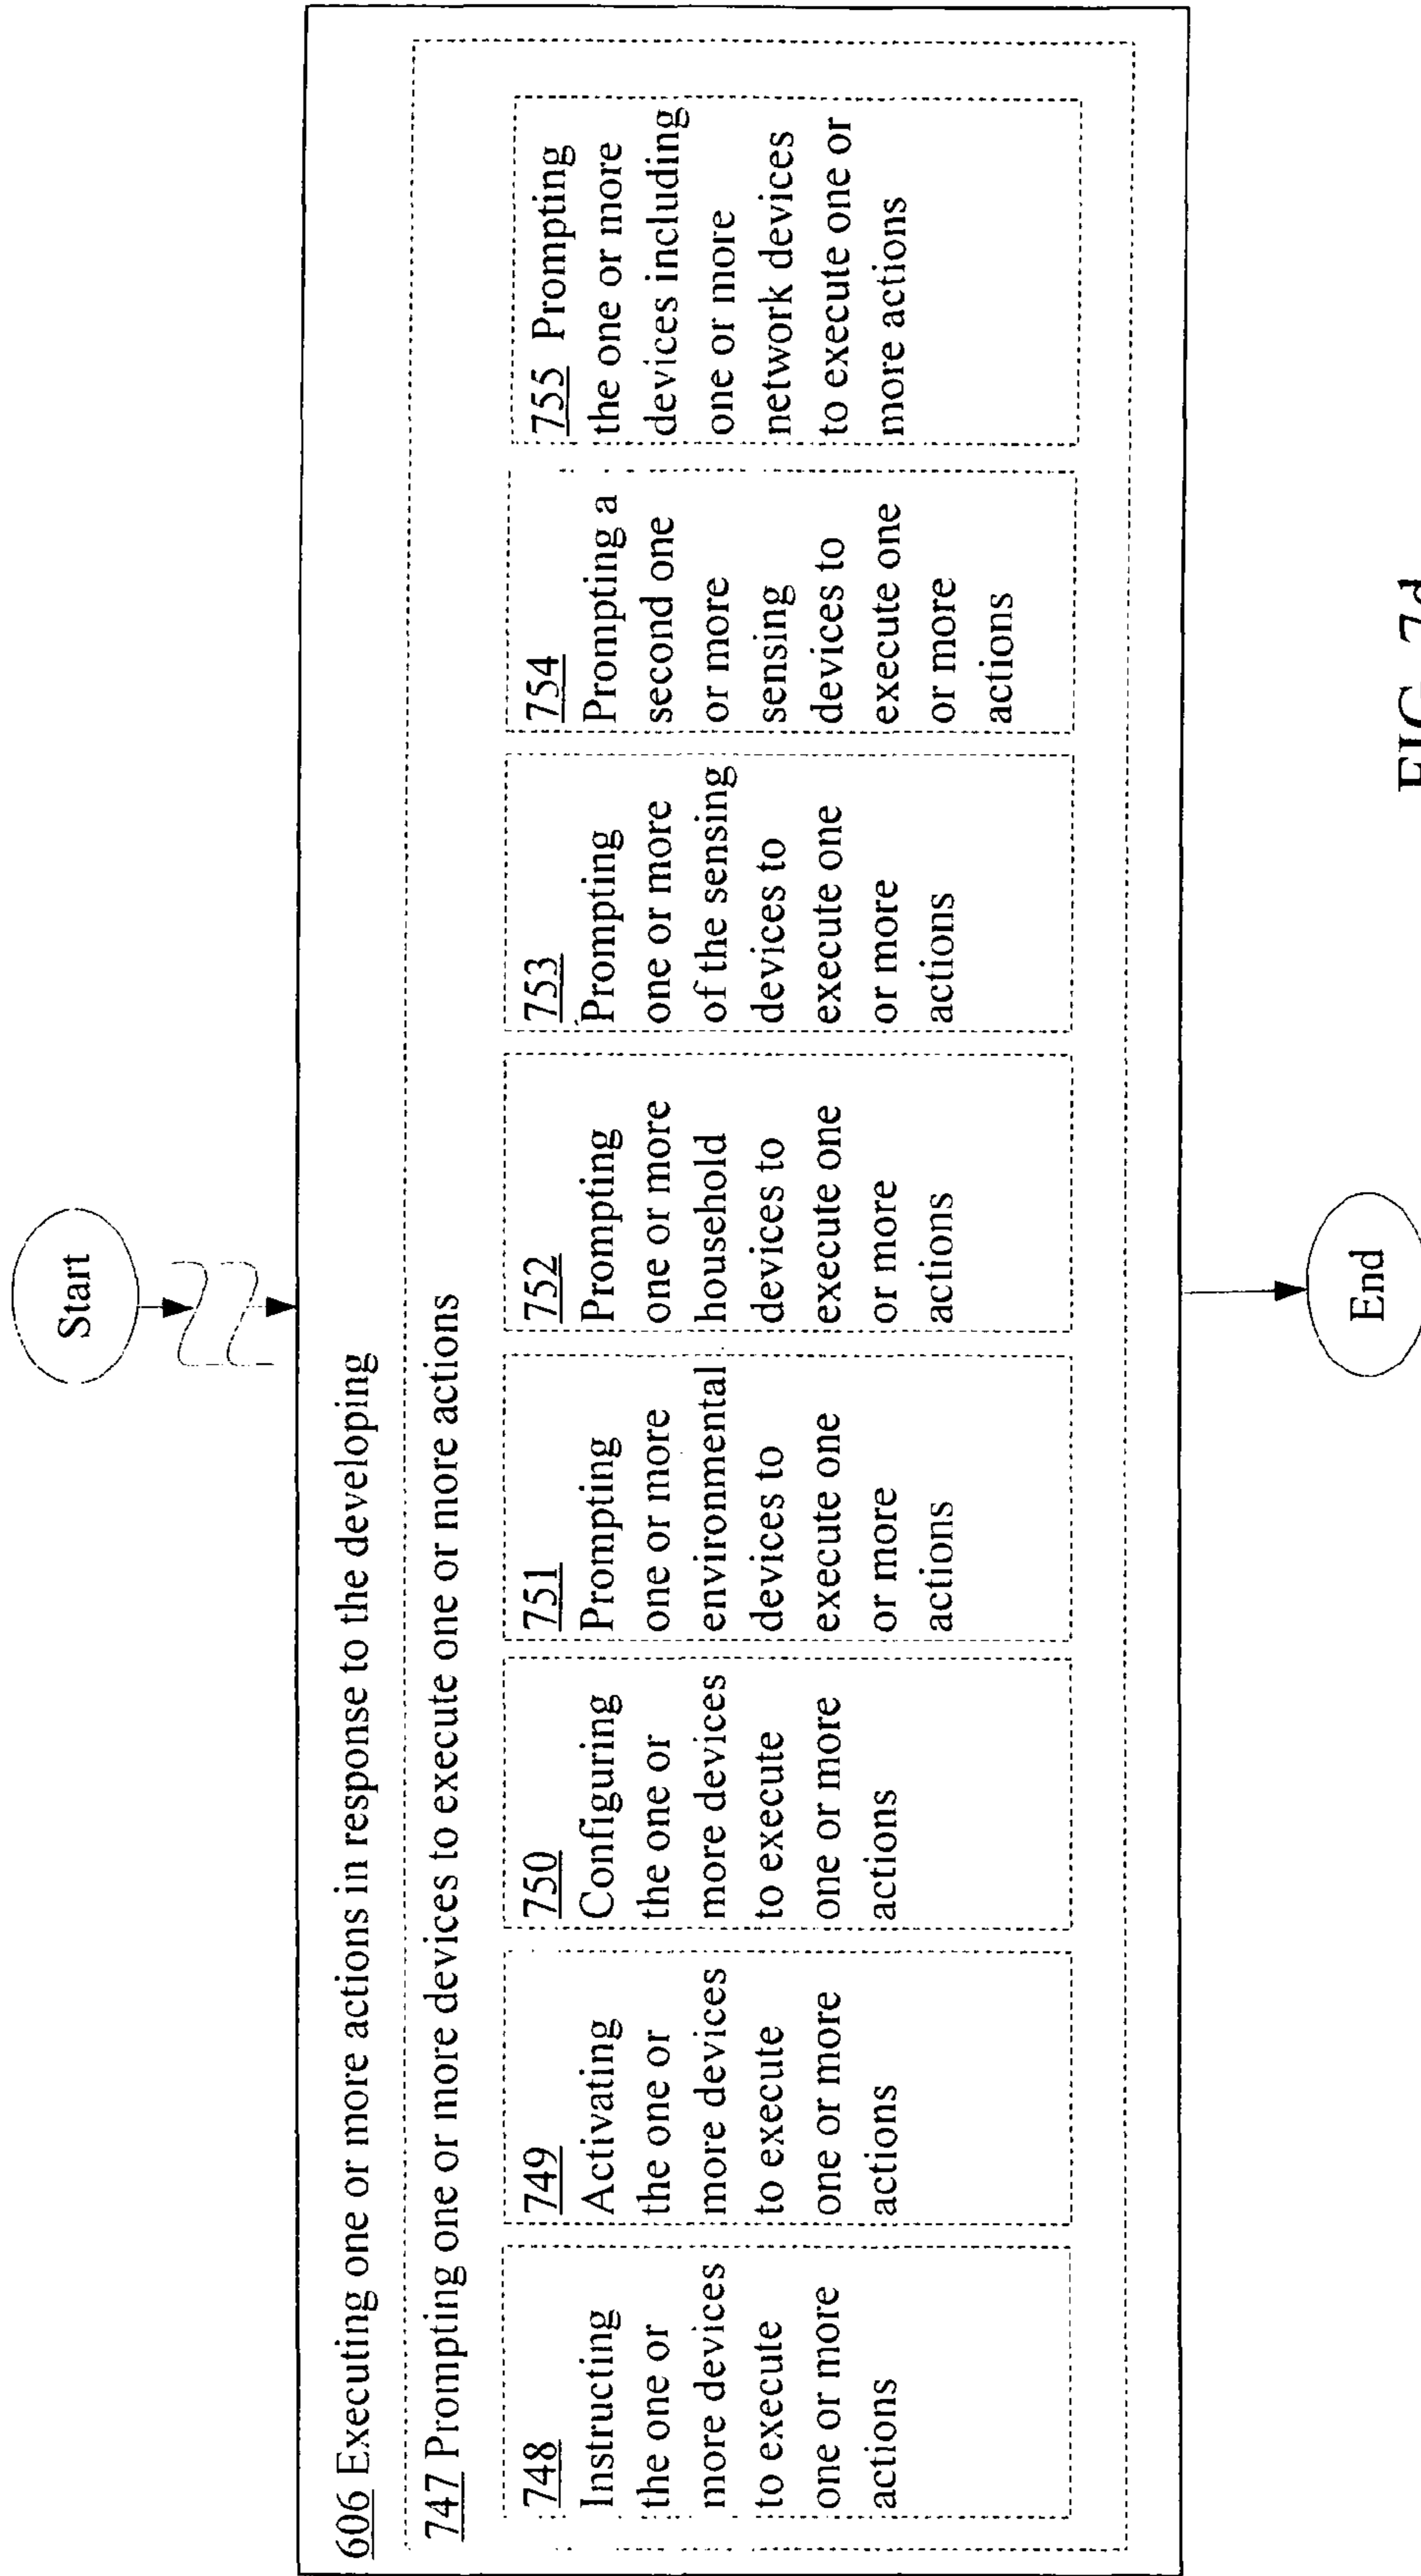 Start
606 Executing one or more actions in response to the developing
747 Prompting one or more devices to execute one or more actions
748
Instructing
the one or
more devices
to execute
one or more
actions
749
Activating
the one or
more devices
to execute
one or more
actions
750
Configuring
the one or
more devices
to execute
one or more
actions
751
Prompting
one or more
environmental
devices to
execute one
or more
actions
752
Prompting
one or more
household
devices to
execute one
or more
actions
753
Prompting
one or more
of the sensing
devices to
execute one
or more
actions
754
Prompting a
second one
or more
sensing
devices to
execute one
or more
actions
755 Prompting
the one or more
devices including
one or more
network devices
to execute one or
more actions
End
FIG. 7d